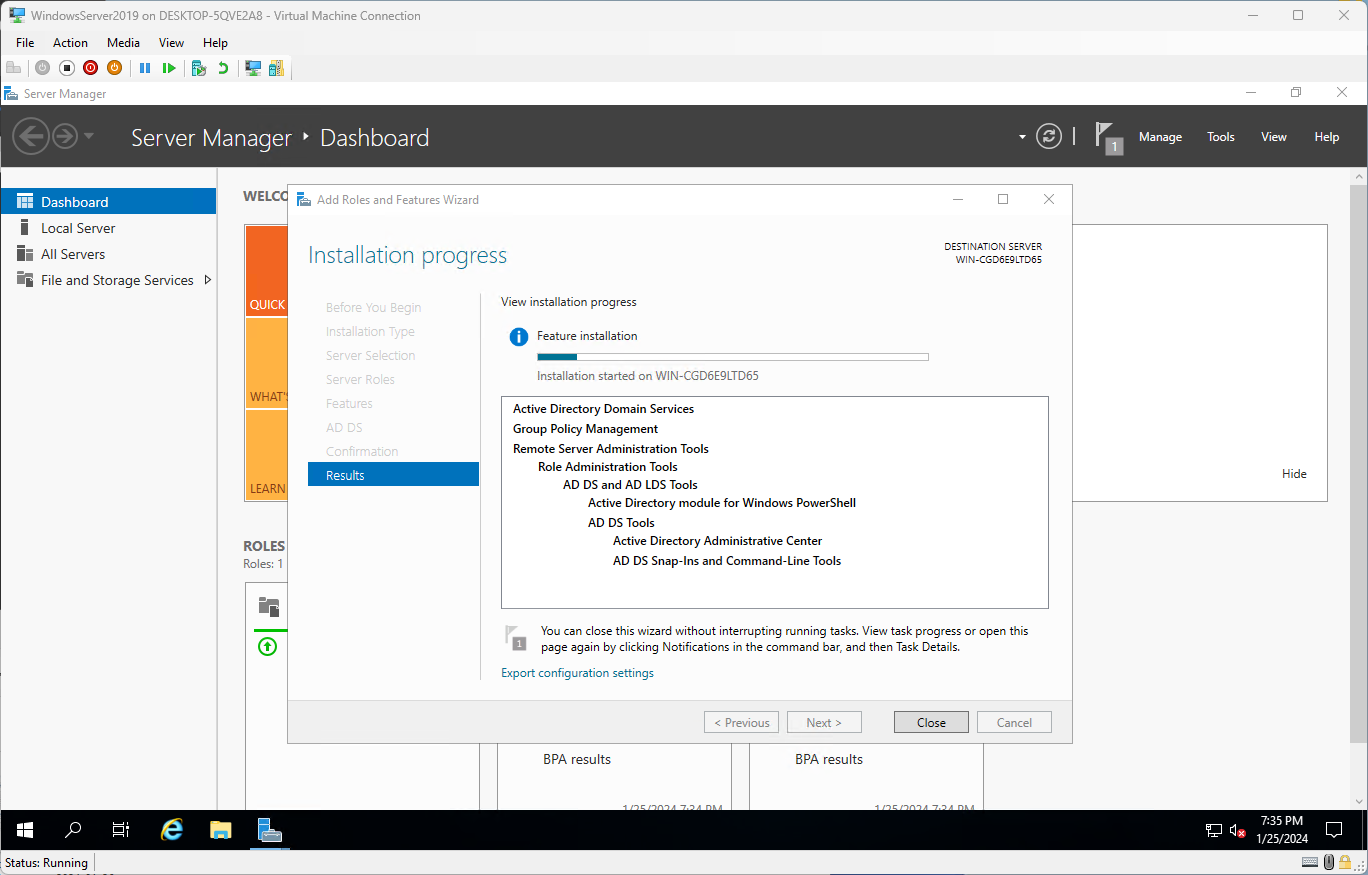 WindowsServer2019 on DESKTOP-5QVE2A8 - Virtual Machine Connection
File Action Media View Help
Server Manager
Server Manager Dashboard
1 Manage Tools View Help
Dashboard
Local Server
All Servers
File and Storage Services
QUICK
LEARN
Hide
ROLES
Roles: 1
Add Roles and Features Wizard
Installation progress
DESTINATION SERVER
WIN-CGD6E9LTD65
Before You Begin
Installation Type
Server Selection
Server Roles
Features
AD DS
Confirmation
Results
View installation progress
Feature installation
Installation started on WIN-CGD6E9LTD65
Active Directory Domain Services
Group Policy Management
Remote Server Administration Tools
Role Administration Tools
AD DS and AD LDS Tools
Active Directory module for Windows PowerShell
AD DS Tools
Active Directory Administrative Center
AD DS Snap-Ins and Command-Line Tools
1
You can close this wizard without interrupting running tasks. View task progress or open this
page again by clicking Notifications in the command bar, and then Task Details.
Export configuration settings
< Previous Next > Close Cancel
BPA results BPA results
1/25/2024 7:34 PM 1/25/2024 7:34 PM
7:35 PM
1/25/2024
Status: Running